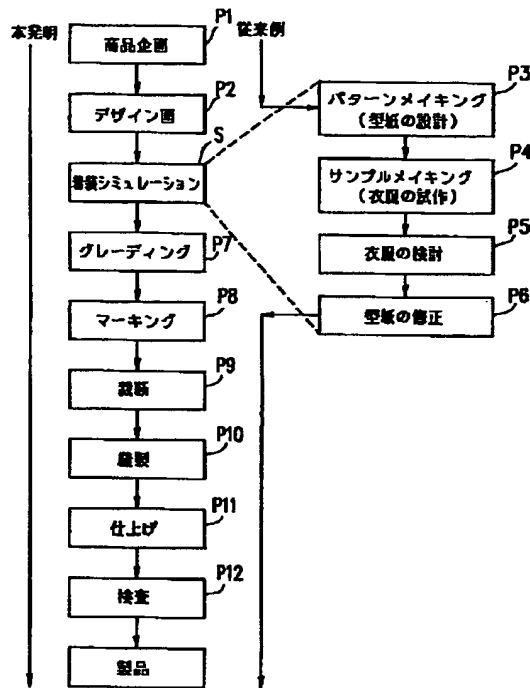 本発明
従来例
P1
商品企画
P2
デザイン画
S
着装シミュレーション
P3
パターンメイキング
(型紙の設計)
P4
サンプルメイキング
(衣服の試作)
P5
衣服の検討
P6
型紙の修正
P7
グレーディング
P8
マーキング
P9
裁断
P10
縫製
P11
仕上げ
P12
検査
製品